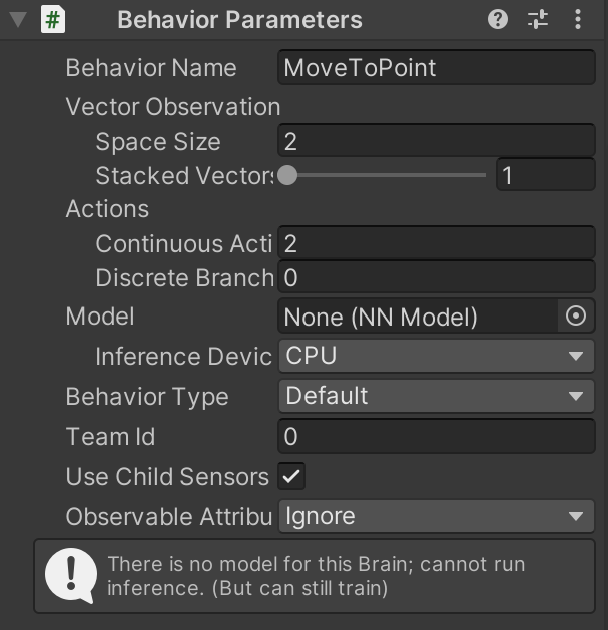 # Behavior Parameters
Behavior Name MoveToPoint
Vector Observation
Space Size 2
Stacked Vectors 1
Actions
Continuous Acti 2
Discrete Branch 0
Model None (NN Model)
Inference Devic CPU
Behavior Type Default
Team Id 0
Use Child Sensors
Observable Attribu Ignore
There is no model for this Brain; cannot run
inference. (But can still train)